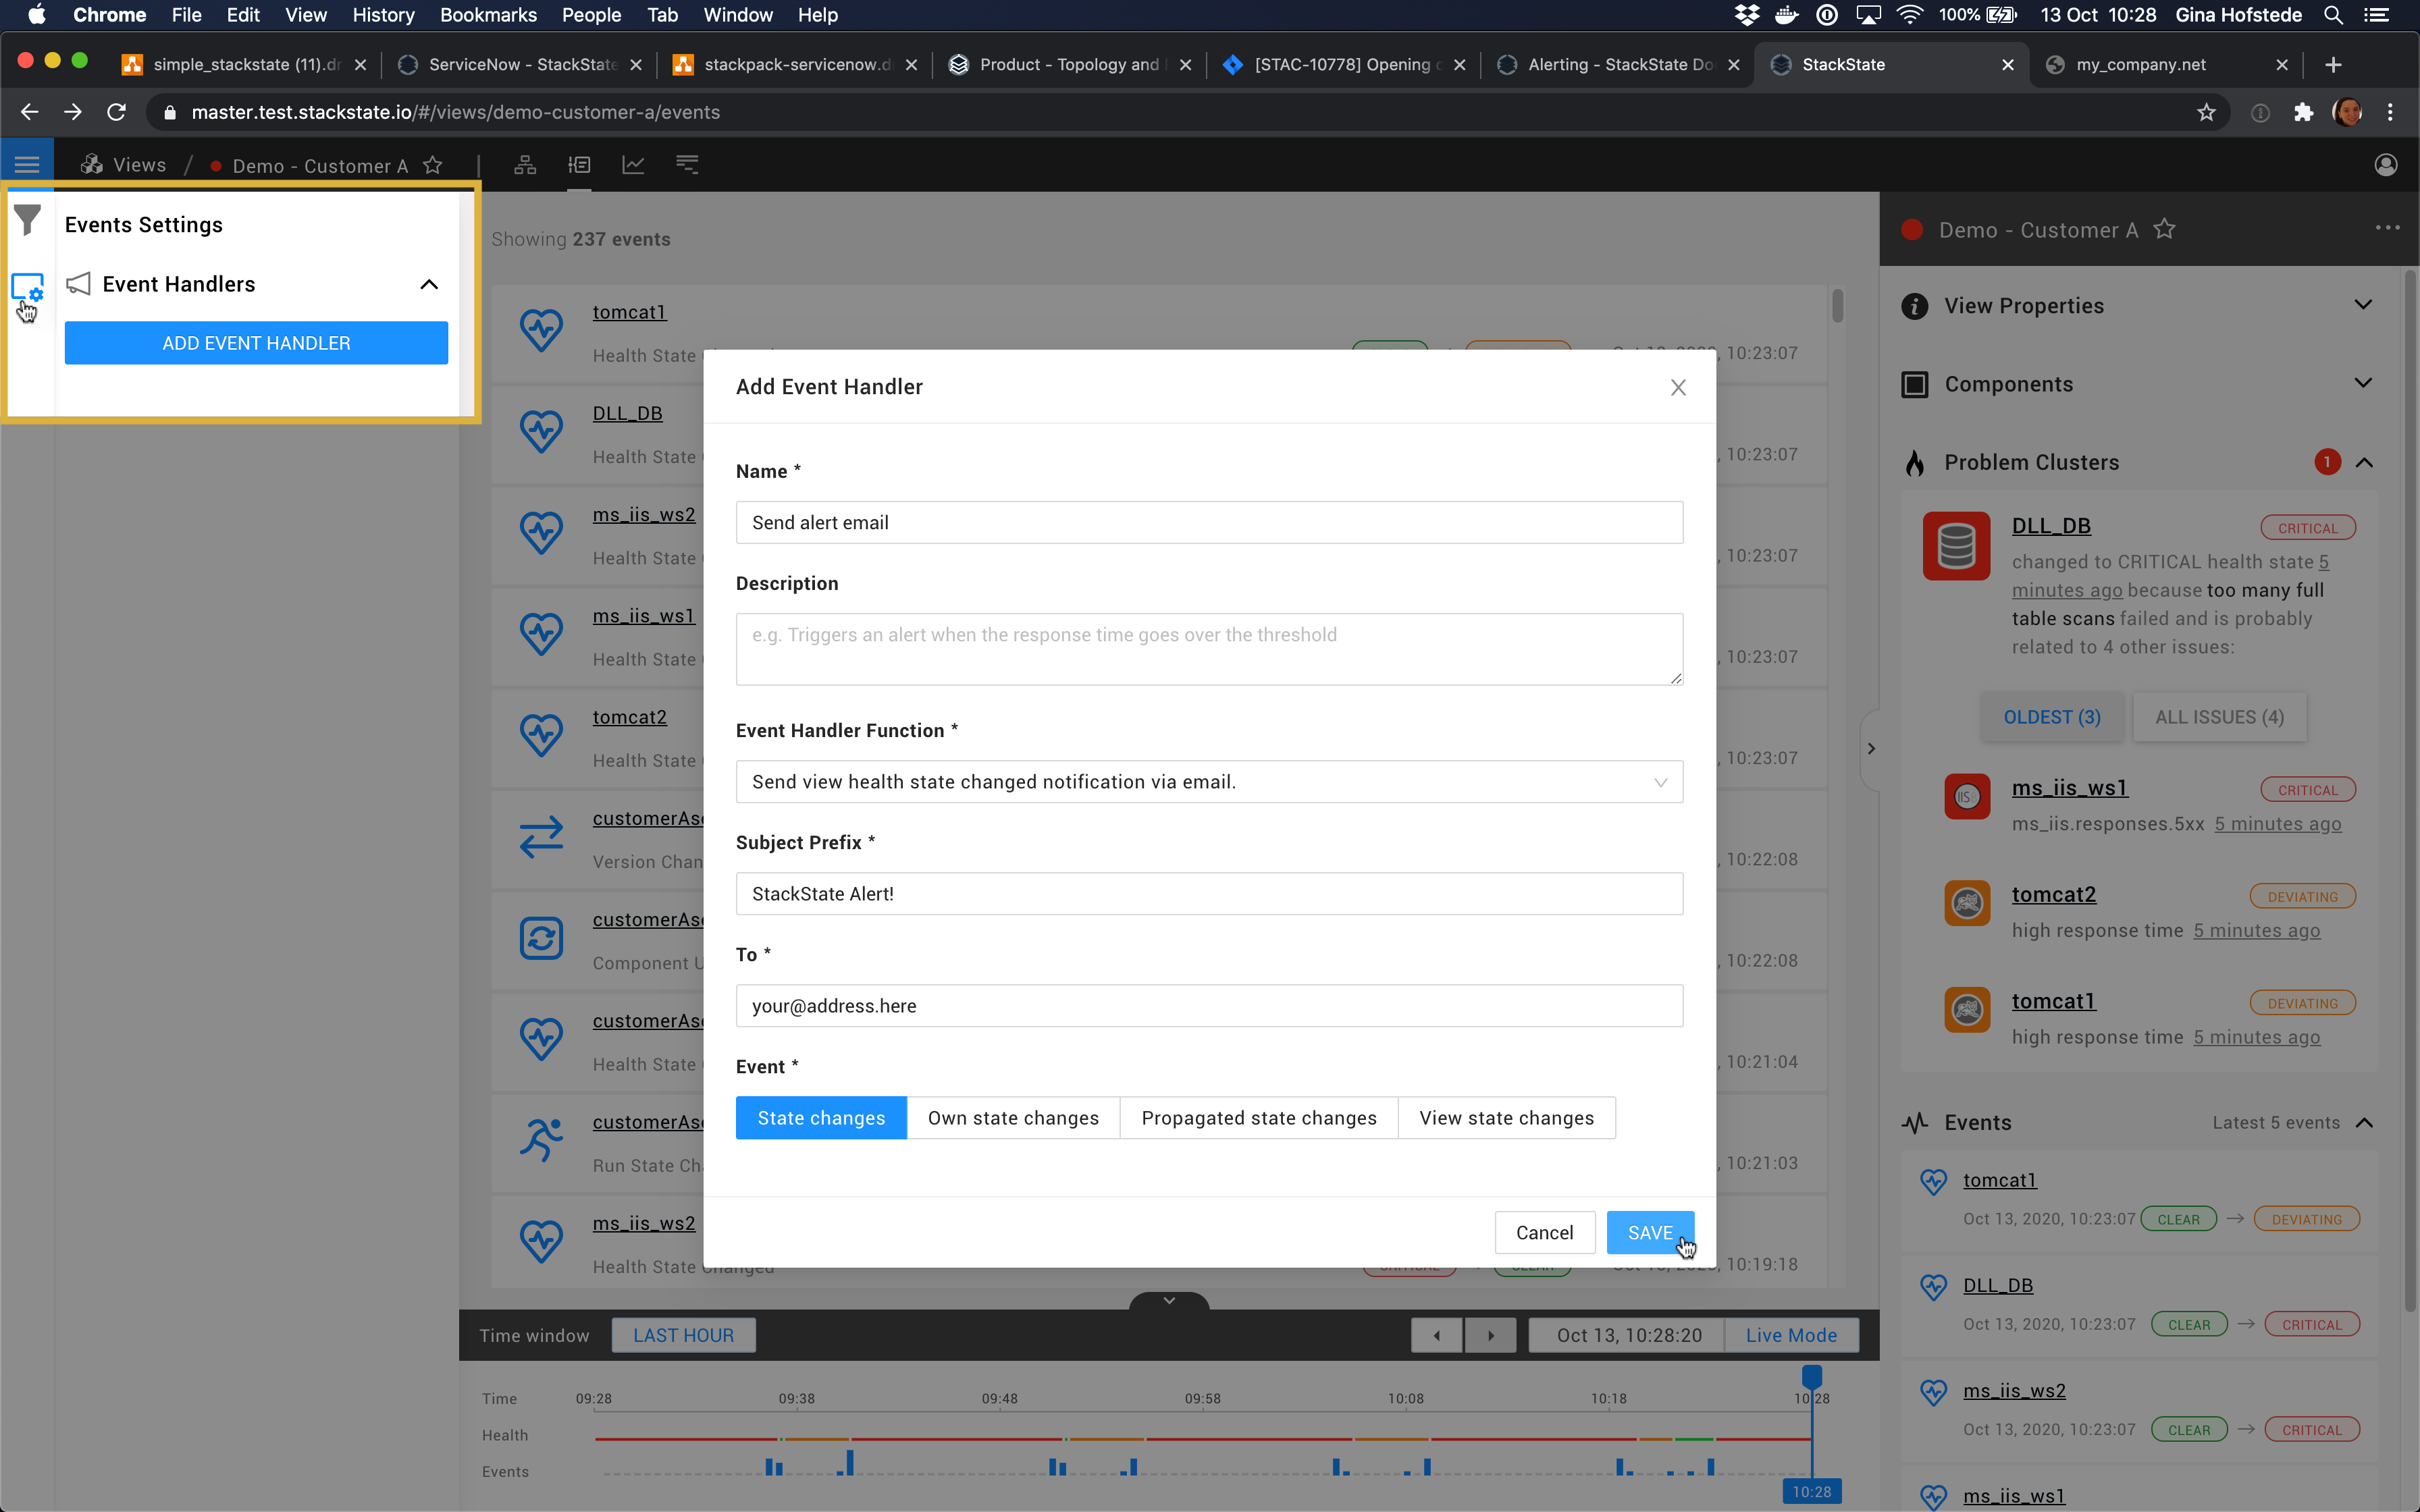 Chrome File Edit View History Bookmarks People Tab Window Help 100% 13 Oct 10:28 Gina Hofstede
simple_stackstate (11).dr ServiceNow - StackState stackpack-servicenow.d Product - Topology and [STAC-10778] Opening Alerting - StackState Do StackState my_company.net
master.test.stackstate.io/#/views/demo-customer-a/events
Views / Demo - Customer A
Events Settings
Event Handlers
ADD EVENT HANDLER
Showing 237 events
tomcat1
Health State
10:23:07
DLL_DB
Health State
, 10:23:07
ms_iis_ws2
Health State
, 10:23:07
ms_iis_ws1
Health State
, 10:23:07
tomcat2
Health State
, 10:23:07
customerAs
Version Chan
, 10:22:08
customerAs
Component U
, 10:22:08
customerAs
Health State
, 10:21:04
customerAs
Run State Ch
, 10:21:03
ms_iis_ws2
Health State Changed
CRITICAL CLEAR
, 10:19:18
Add Event Handler
Name *
Send alert email
Description
e.g. Triggers an alert when the response time goes over the threshold
Event Handler Function *
Send view health state changed notification via email.
Subject Prefix *
StackState Alert!
To *
your@address.here
Event *
State changes Own state changes Propagated state changes View state changes
Cancel SAVE
Demo - Customer A
View Properties
Components
Problem Clusters 1
DLL_DB CRITICAL
changed to CRITICAL health state 5
minutes ago because too many full
table scans failed and is probably
related to 4 other issues:
OLDEST (3) ALL ISSUES (4)
ms_iis_ws1 CRITICAL
ms_iis.responses.5xx 5 minutes ago
tomcat2 DEVIATING
high response time 5 minutes ago
tomcat1 DEVIATING
high response time 5 minutes ago
Events Latest 5 events
tomcat1
Oct 13, 2020, 10:23:07 CLEAR → DEVIATING
DLL_DB
Oct 13, 2020, 10:23:07 CLEAR → CRITICAL
ms_iis_ws2
Oct 13, 2020, 10:23:07 CLEAR → CRITICAL
ms_iis_ws1
Time window LAST HOUR Oct 13, 10:28:20 Live Mode
Time 09:28 09:38 09:48 09:58 10:08 10:18 10:28
Health
Events
10:28